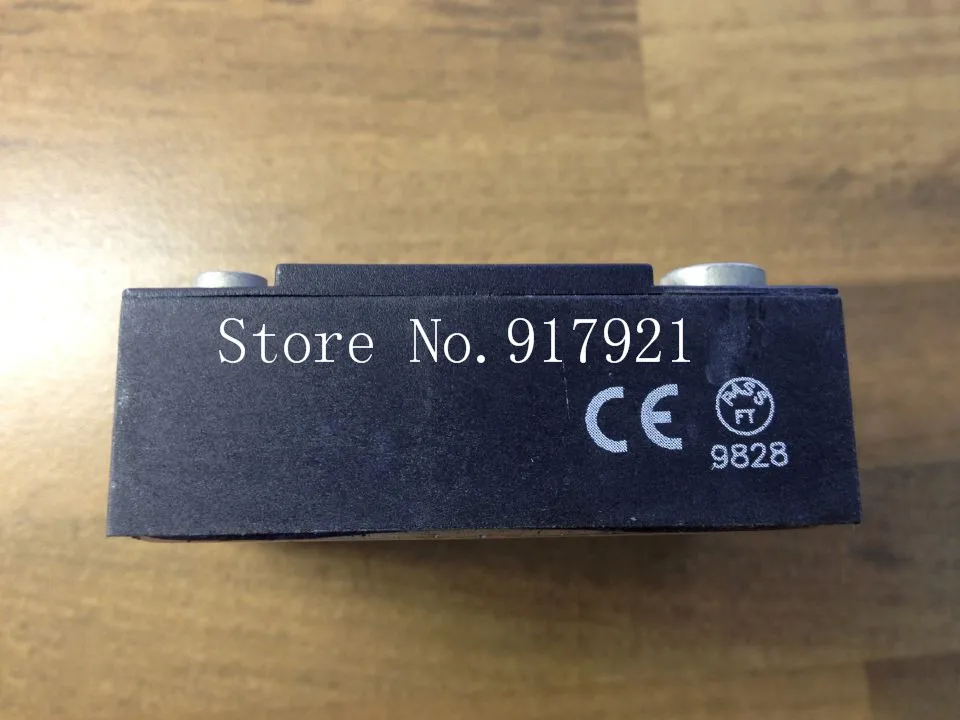 Store No.917921
CE
PASS
FT
9828